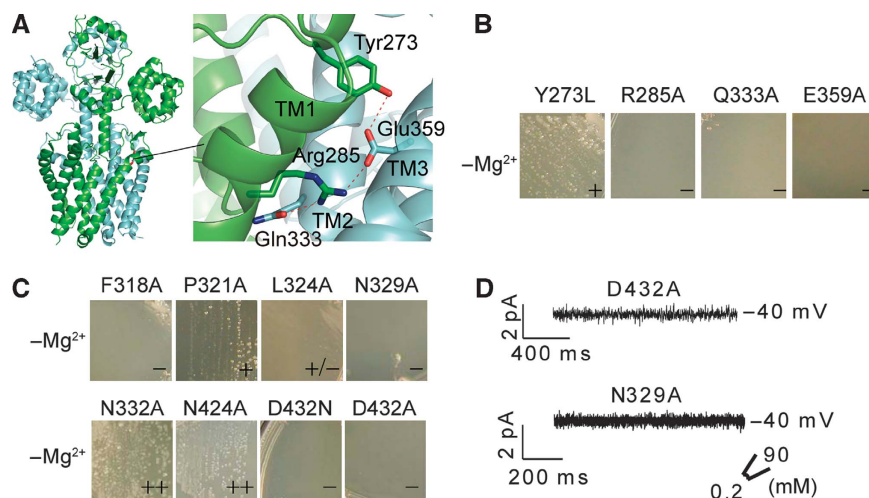 A
Tyr273
TM1
Glu359
Arg285
TM3
TM2
Gln333
B
Y273L R285A Q333A E359A
–Mg2+
+ – – –
C
F318A P321A L324A N329A
–Mg2+
– + +/– –
N332A N424A D432N D432A
–Mg2+
++ ++ – –
D
D432A
–40 mV
2 pA
400 ms
N329A
–40 mV
2 pA
200 ms
90
0.2 (mM)